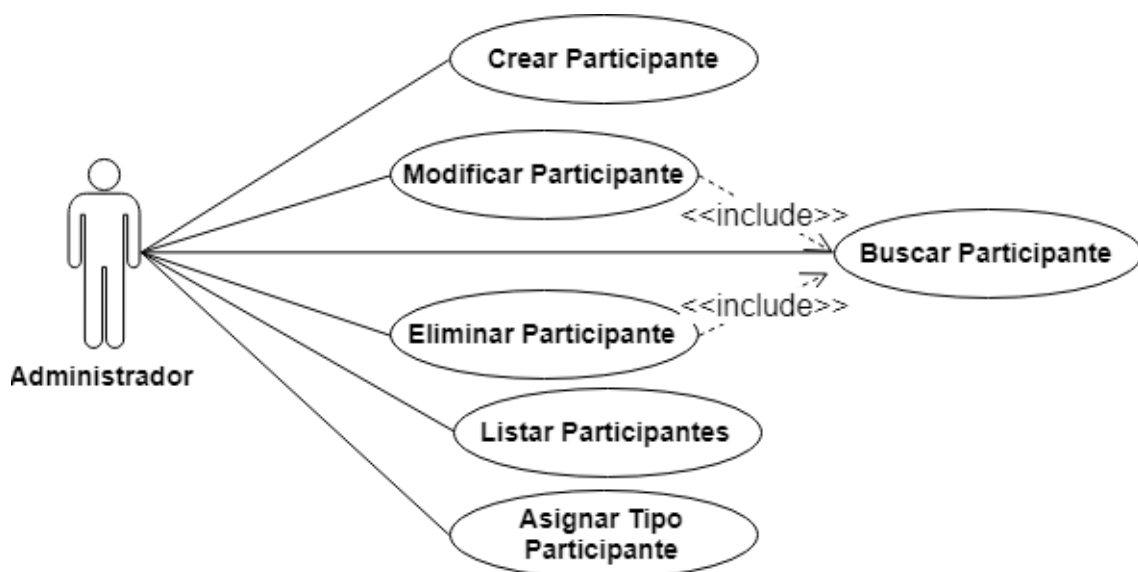 Crear Participante
Modificar Participante
<<include>>
Buscar Participante
<<include>>
Eliminar Participante
Administrador
Listar Participantes
Asignar Tipo
Participante